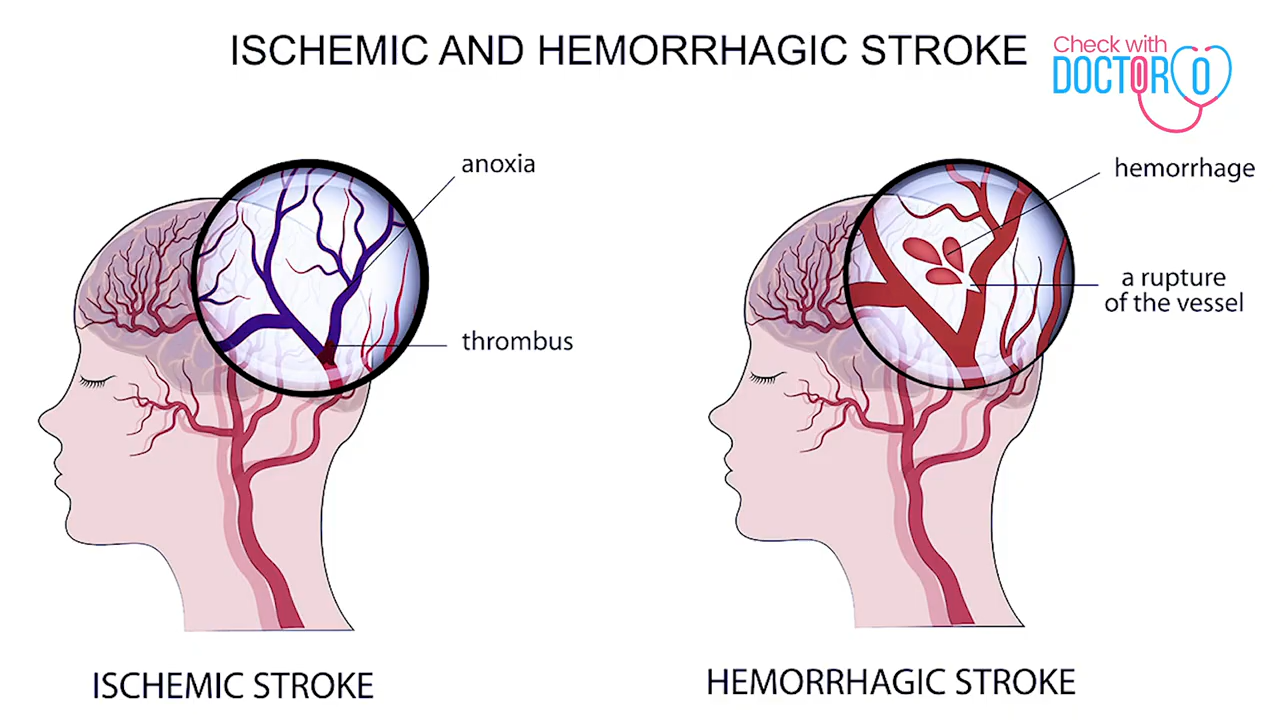 ISCHEMIC AND HEMORRHAGIC STROKE
Check with
DOCTOR O
anoxia
thrombus
hemorrhage
a rupture
of the vessel
ISCHEMIC STROKE
HEMORRHAGIC STROKE